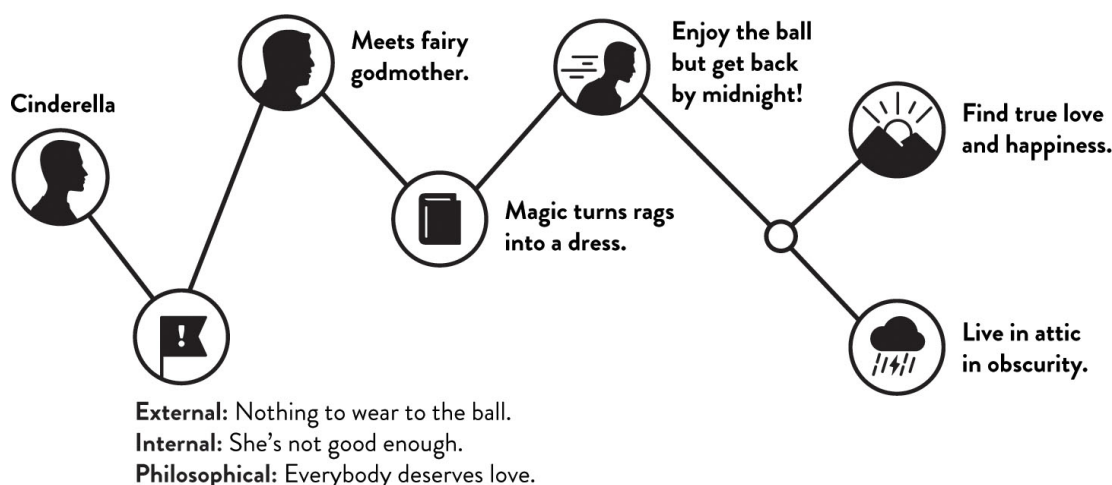 Cinderella
Meets fairy
godmother.
Magic turns rags
into a dress.
Enjoy the ball
but get back
by midnight!
Find true love
and happiness.
Live in attic
in obscurity.
!
External: Nothing to wear to the ball.
Internal: She's not good enough.
Philosophical: Everybody deserves love.